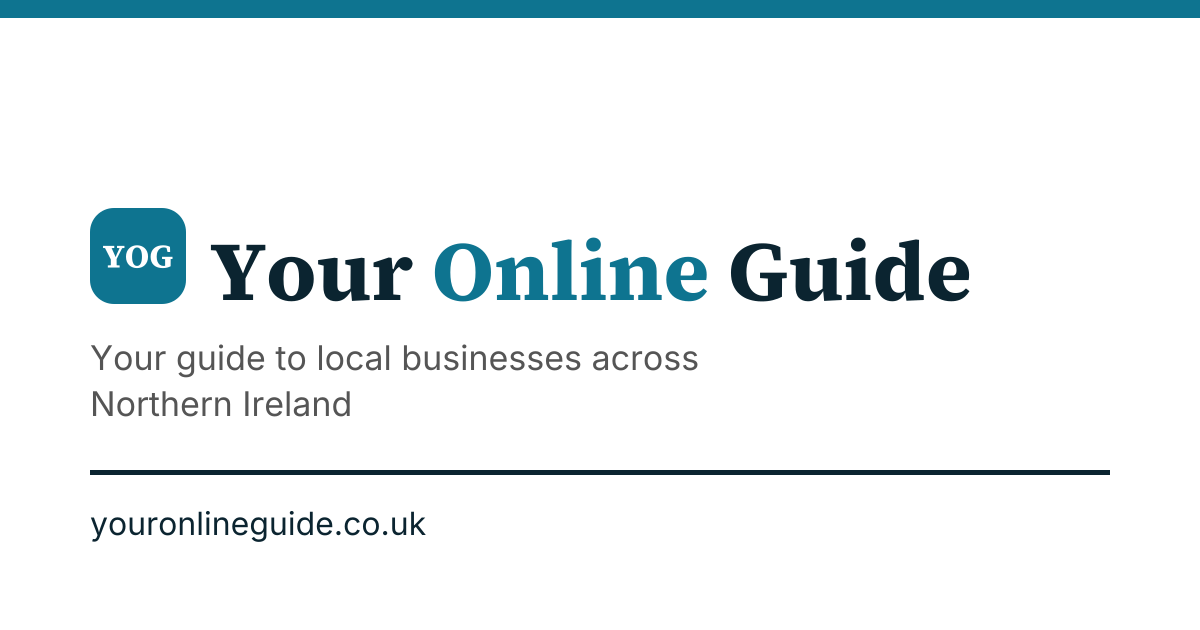 YOG
Your Online Guide
Your guide to local businesses across
Northern Ireland
youronlineguide.co.uk